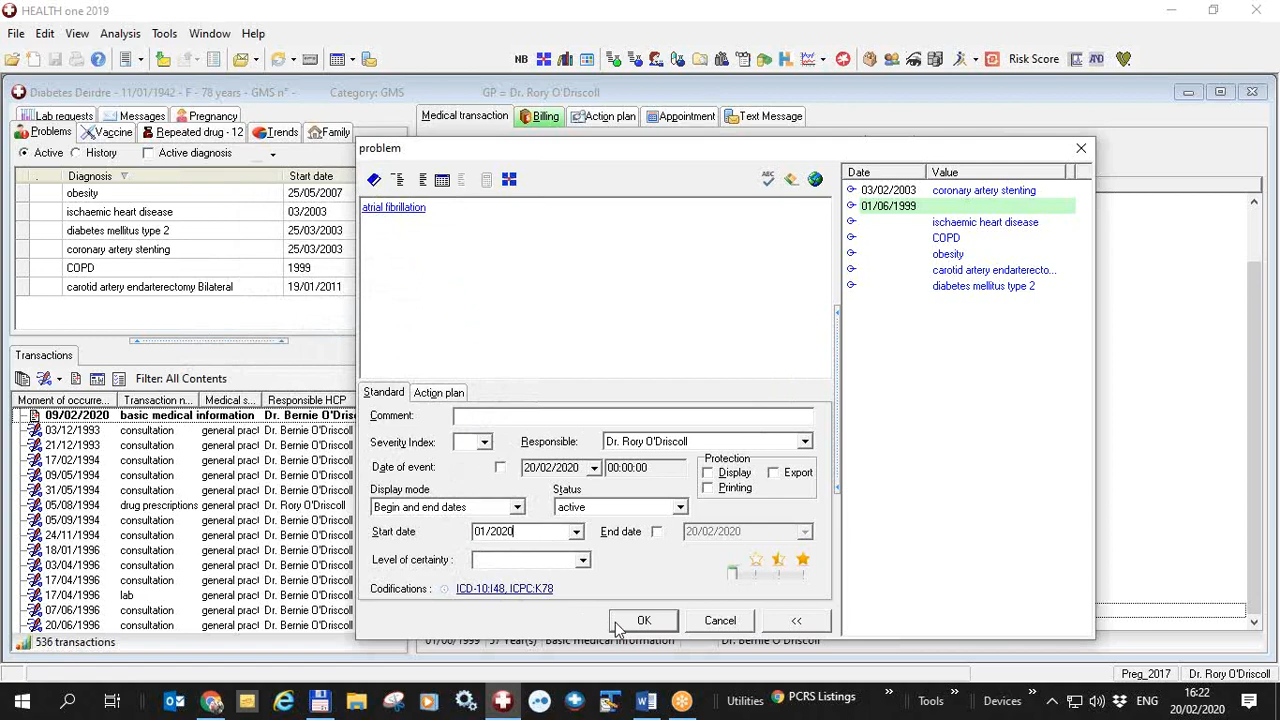 HEALTH one 2019
File Edit View Analysis Tools Window Help
NB Risk Score AND
Diabetes Deirdre - 11/01/1942 - F - 78 years - GMS n° - Category: GMS GP = Dr. Rory O'Driscoll
Lab requests Messages Pregnancy
Problems Vaccine Repeated drug - 12 Trends Family
Medical transaction Billing Action plan Appointment Text Message
Active History Active diagnosis
. Diagnosis Start date
obesity 25/05/2007
ischaemic heart disease 03/2003
diabetes mellitus type 2 25/03/2003
coronary artery stenting 25/03/2003
COPD 1999
carotid artery endarterectomy Bilateral 19/01/2011
Transactions
Filter: All Contents
Moment of occurre... Transaction n... Medical s... Responsible HCP
09/02/2020 basic medical information Dr. Bernie O'Drisc
03/12/1993 consultation general pract Dr. Bernie O'Driscoll
21/12/1993 consultation general pract Dr. Bernie O'Driscoll
17/02/1994 consultation general pract Dr. Bernie O'Driscoll
09/05/1994 consultation general pract Dr. Bernie O'Driscoll
31/05/1994 consultation general pract Dr. Bernie O'Driscoll
05/08/1994 drug prescriptions Dr. Rory O'Driscoll
05/09/1994 consultation general pract Dr. Bernie O'Driscoll
24/11/1994 consultation general pract Dr. Bernie O'Driscoll
18/01/1996 consultation general pract Dr. Bernie O'Driscoll
03/04/1996 consultation general pract Dr. Bernie O'Driscoll
17/04/1996 consultation general pract Dr. Bernie O'Driscoll
17/04/1996 lab general pract Dr. Bernie O'Driscoll
07/06/1996 consultation general pract Dr. Bernie O'Driscoll
20/06/1996 consultation general pract Dr. Bernie O'Driscoll
536 transactions
problem
ABC
atrial fibrillation
Date Value
03/02/2003 coronary artery stenting
01/06/1999
ischaemic heart disease
COPD
obesity
carotid artery endarterecto...
diabetes mellitus type 2
Standard Action plan
Comment:
Severity Index: Responsible: Dr. Rory O'Driscoll
Date of event: 20/02/2020 00:00:00
Protection
Display Export
Printing
Display mode Status
Begin and end dates active
Start date 01/2020 End date 20/02/2020
Level of certainty :
Codifications : ICD-10:I48, ICPC:K78
OK Cancel <<
Preg_2017 Dr. Rory O'Driscoll
Utilities PCRS Listings » Tools » Devices » ENG 16:22
20/02/2020